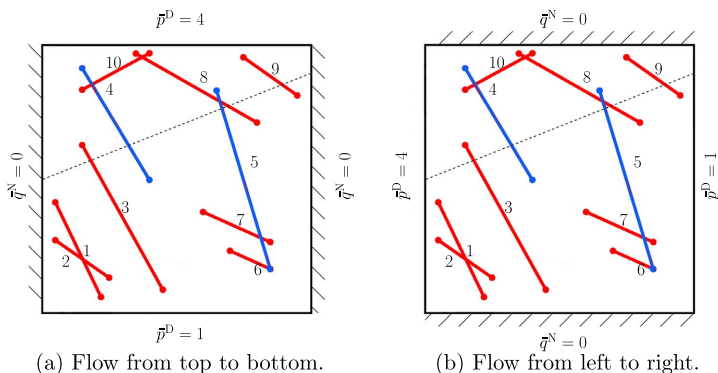 p̄ᴰ = 4
q̄ᴺ = 0
10
9
8
4
q̄ᴺ = 0
q̄ᴺ = 0
5
3
7
1
2
6
p̄ᴰ = 1
(a) Flow from top to bottom.
q̄ᴺ = 0
10
9
8
4
p̄ᴰ = 4
p̄ᴰ = 1
5
3
7
1
2
6
q̄ᴺ = 0
(b) Flow from left to right.